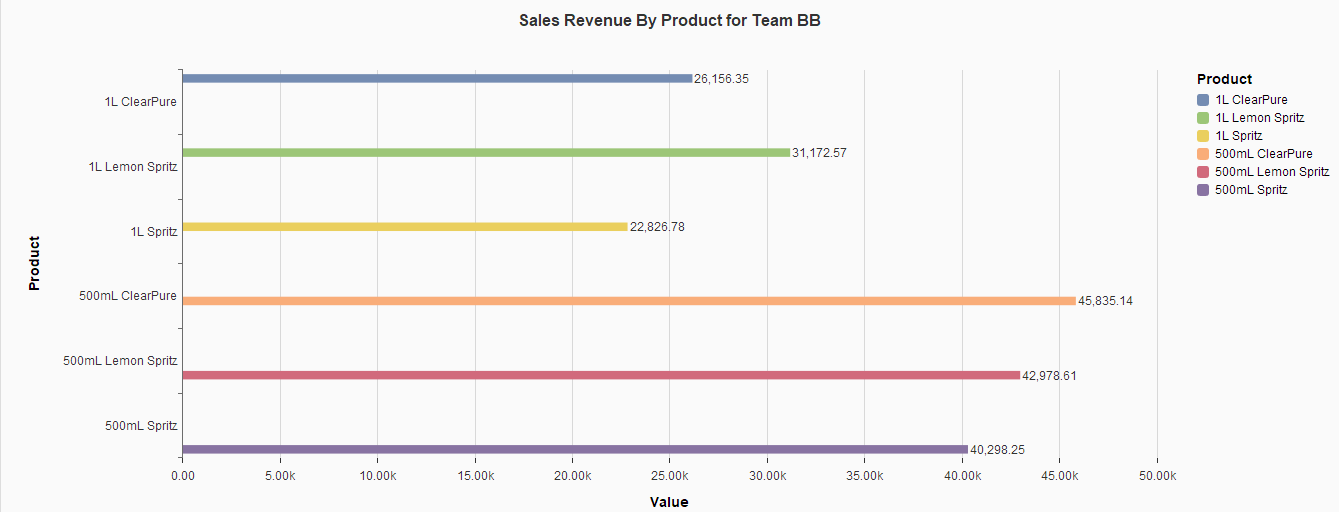 Sales Revenue By Product for Team BB
Product
1L ClearPure
1L Lemon Spritz
1L Spritz
500mL ClearPure
500mL Lemon Spritz
500mL Spritz
26,156.35
31,172.57
22,826.78
45,835.14
42,978.61
40,298.25
0.00 5.00k 10.00k 15.00k 20.00k 25.00k 30.00k 35.00k 40.00k 45.00k 50.00k
Value
Product
1L ClearPure
1L Lemon Spritz
1L Spritz
500mL ClearPure
500mL Lemon Spritz
500mL Spritz